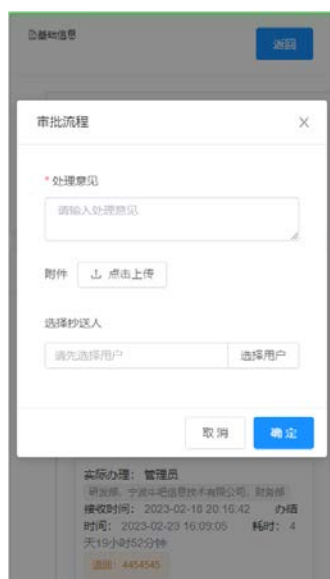 基础信息
返回
审批流程
* 处理意见
请输入处理意见
附件 点击上传
选择抄送人
请先选择用户 选择用户
取消 确定
实际办理: 管理员
研发部、宁波牛吧信息技术有限公司、财务部
接收时间: 2023-02-18 20:16:42 办结
时间: 2023-02-23 16:09:05 耗时: 4
天19小时52分钟
退回: 4454545